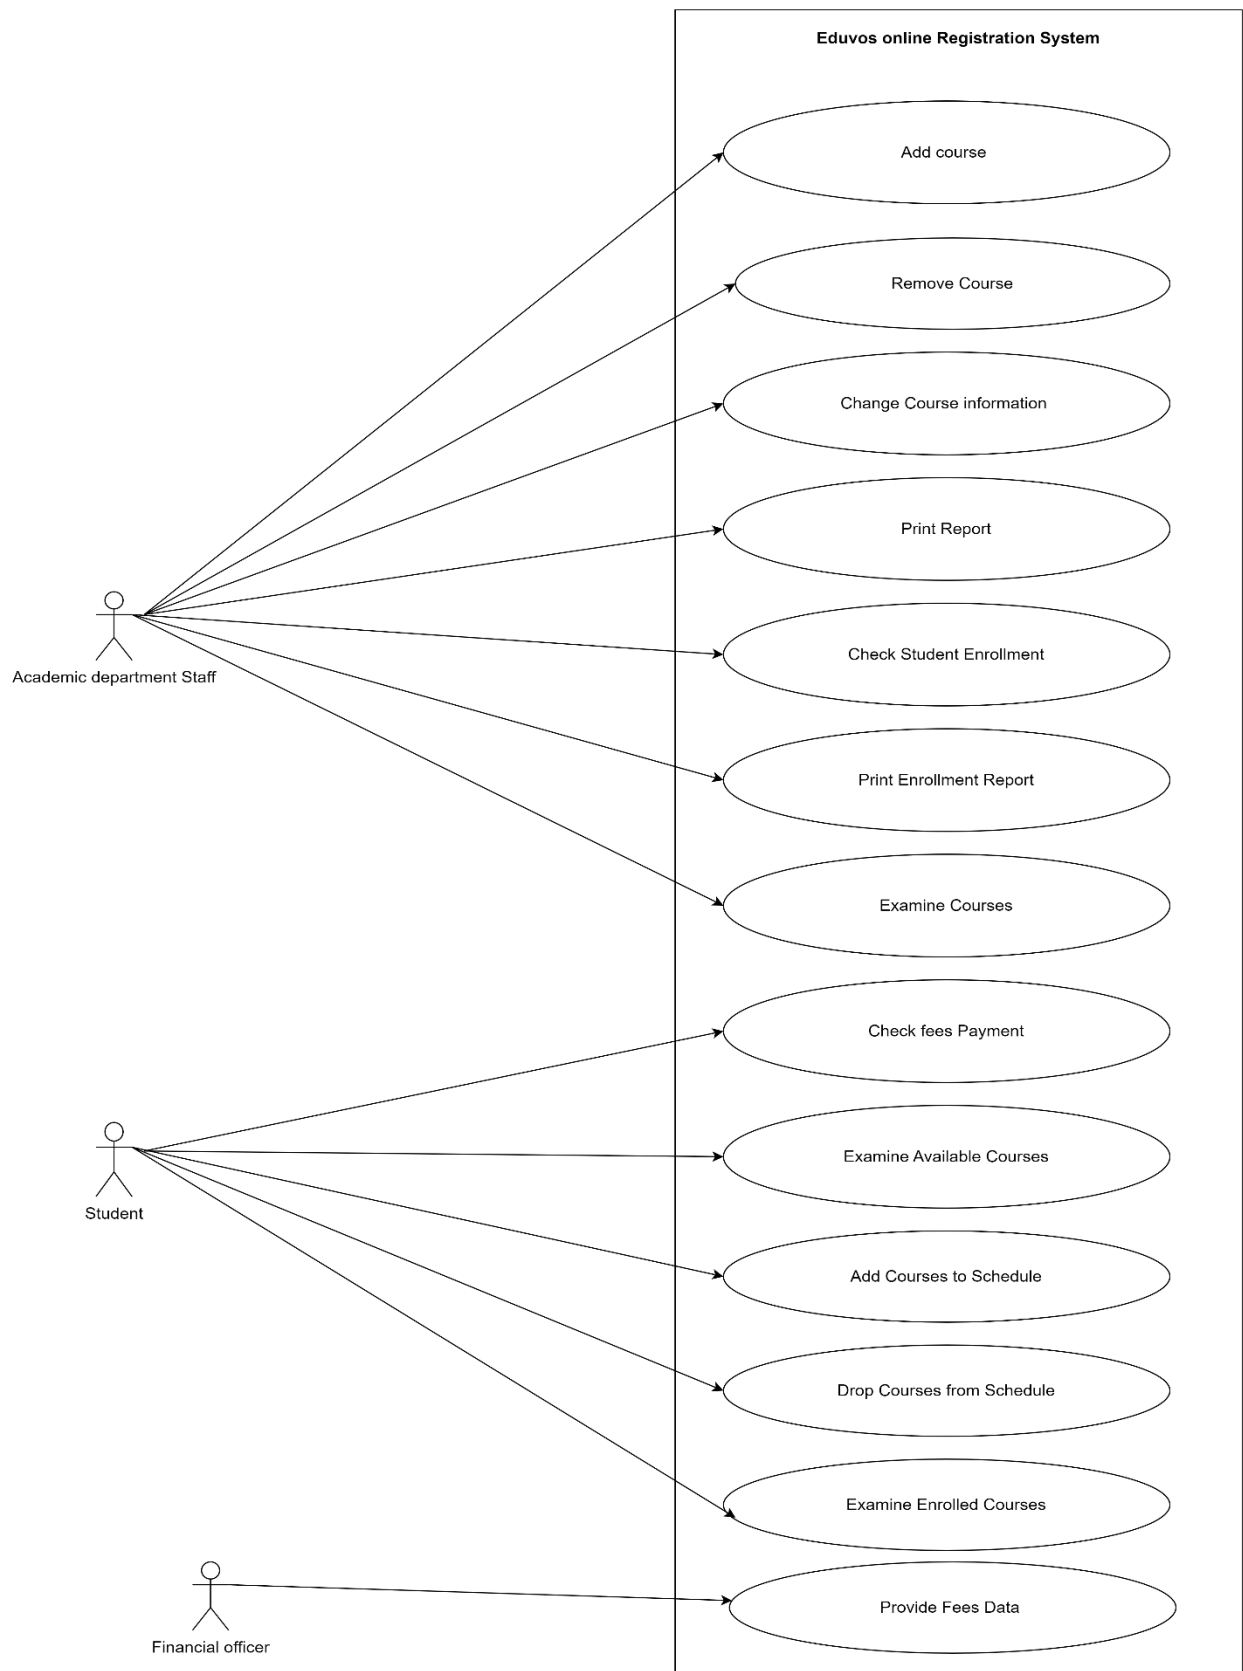 Eduvos online Registration System
Add course
Remove Course
Change Course information
Print Report
Check Student Enrollment
Academic department Staff
Print Enrollment Report
Examine Courses
Check fees Payment
Examine Available Courses
Student
Add Courses to Schedule
Drop Courses from Schedule
Examine Enrolled Courses
Provide Fees Data
Financial officer